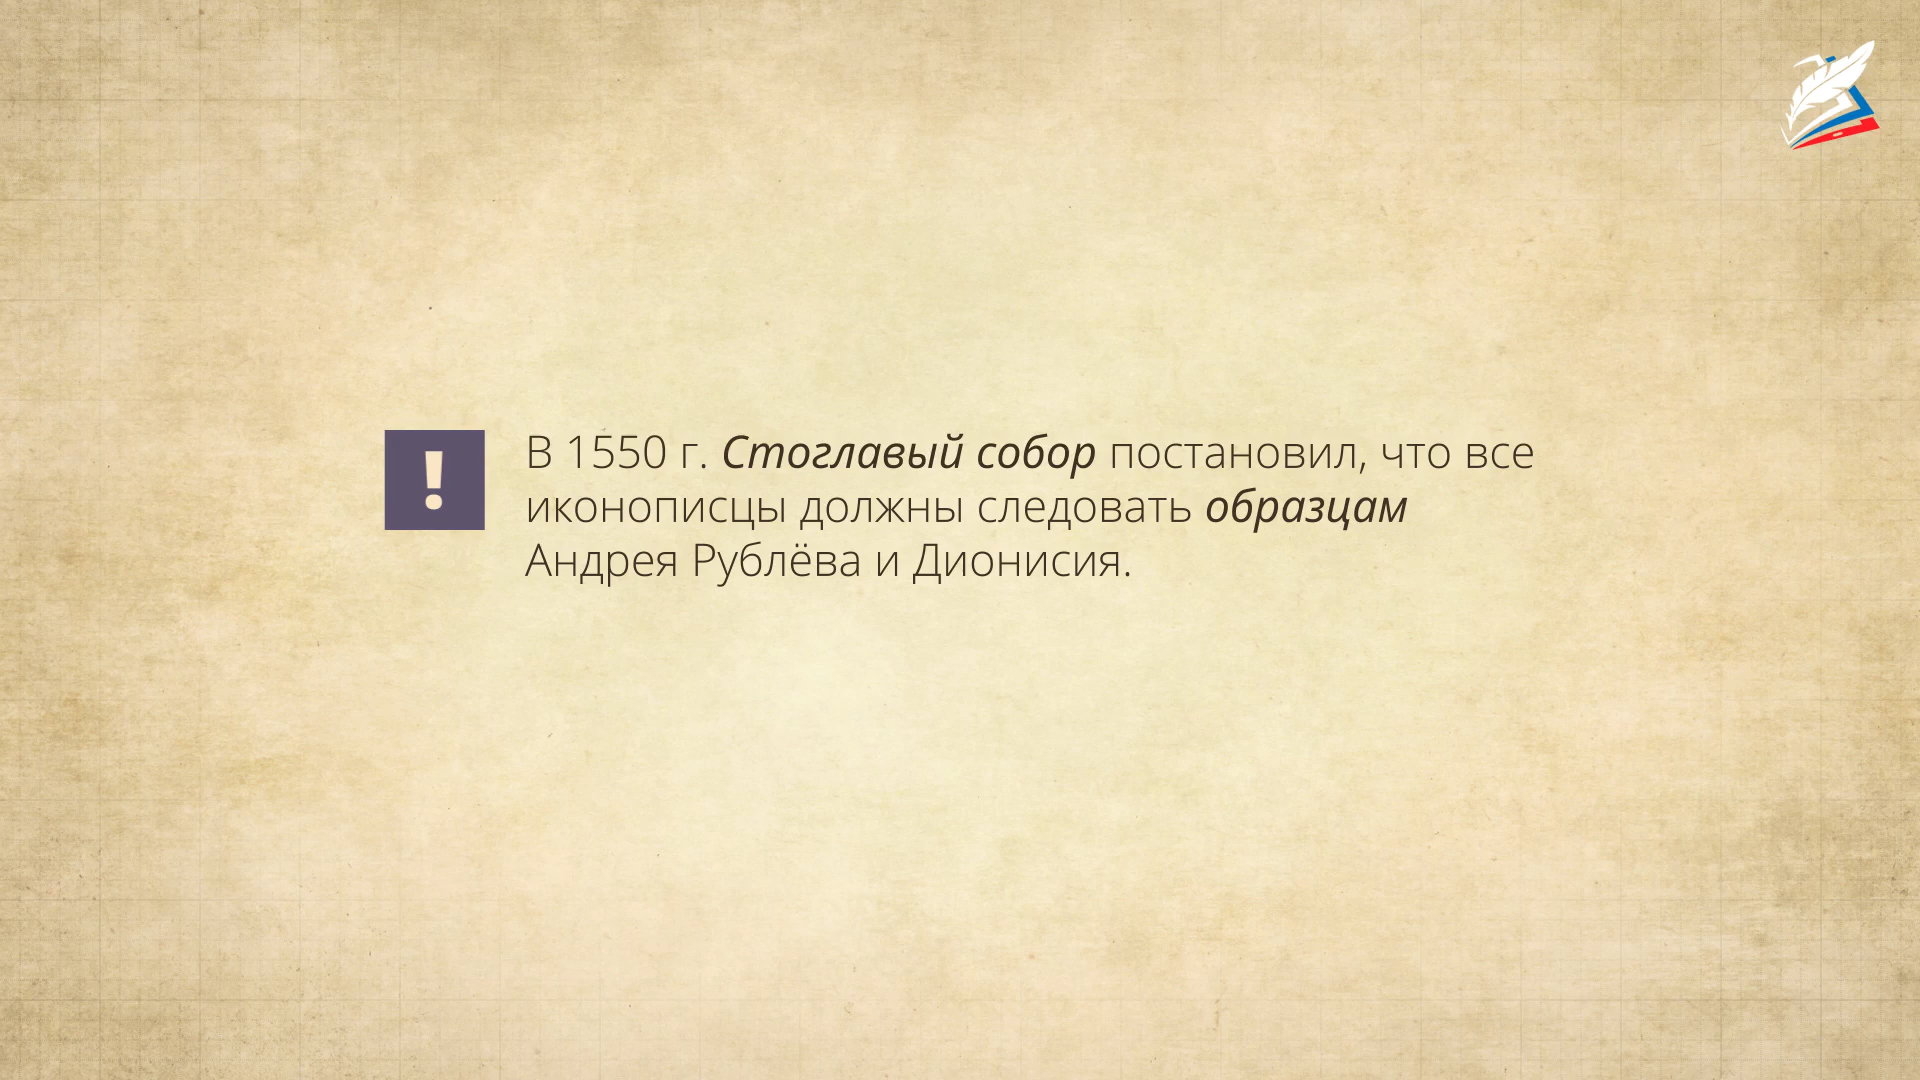 !
В 1550 г. Стоглавый собор постановил, что все
иконописцы должны следовать образцам
Андрея Рублёва и Дионисия.